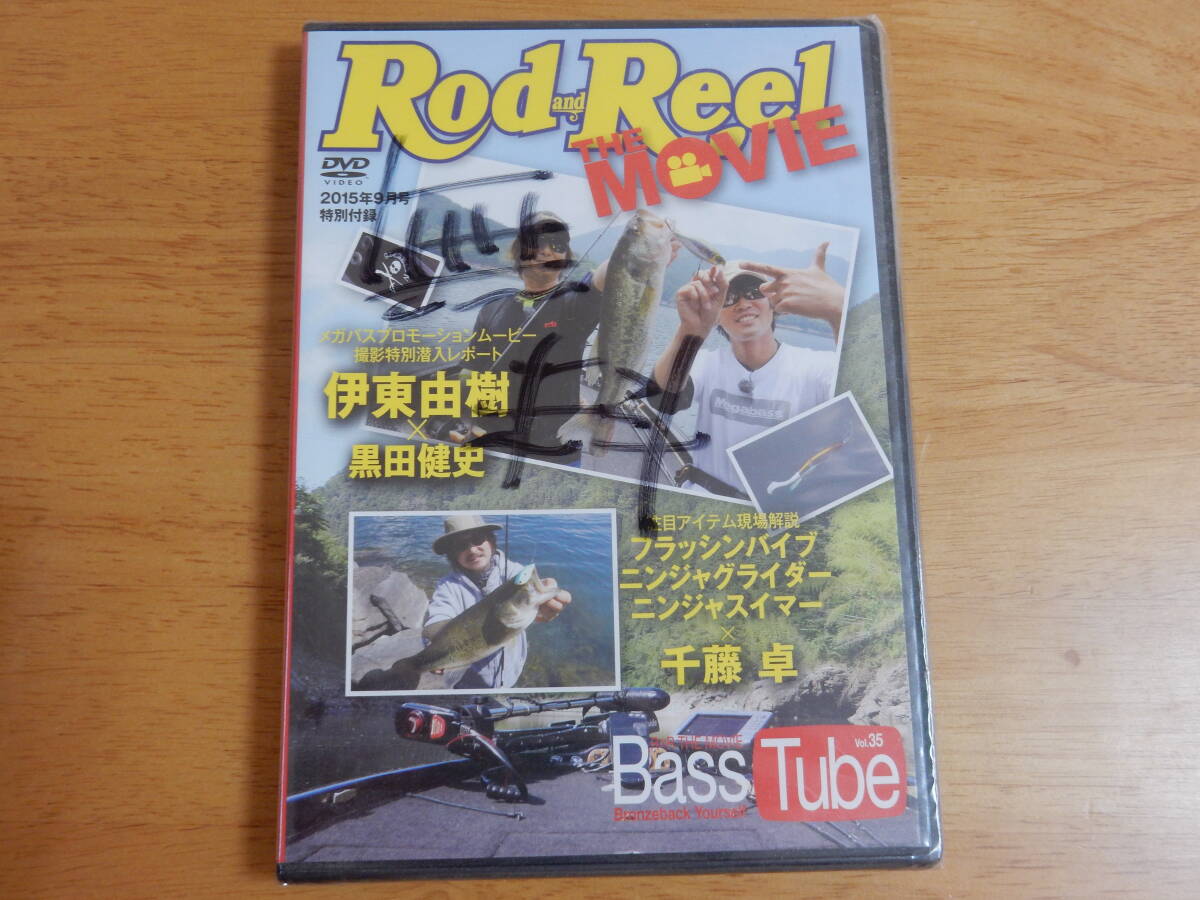 Rod and Reel
THE
MOVIE
DVD
VIDEO
2015年9月号
特別付録
メガバスプロモーションムービー
撮影特別潜入レポート
伊東由樹
×
黒田健史
Megabass
注目アイテム現場解説
フラッシンバイブ
ニンジャグライダー
ニンジャスイマー
×
千藤 卓
R&R THE MOVIE
Bass Tube
Vol.35
Bronzeback Yourself